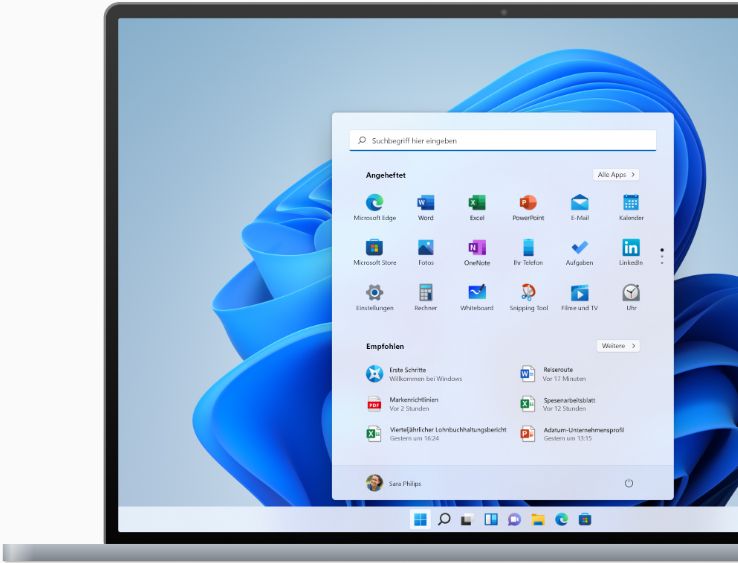 Suchbegriff hier eingeben
Angeheftet
Alle Apps
Microsoft Edge
Word
Excel
PowerPoint
E-Mail
Kalender
Microsoft Store
Fotos
OneNote
Ihr Telefon
Aufgaben
LinkedIn
Einstellungen
Rechner
Whiteboard
Snipping Tool
Filme und TV
Uhr
Empfohlen
Weitere
Erste Schritte
Willkommen bei Windows
Reiseroute
Vor 17 Minuten
Markenrichtlinien
Vor 2 Stunden
Spesenarbeitsblatt
Vor 12 Stunden
Vierteljährlicher Lohnbuchhaltungsbericht
Gestern um 16:24
Adatum-Unternehmensprofil
Gestern um 13:15
Sara Philips